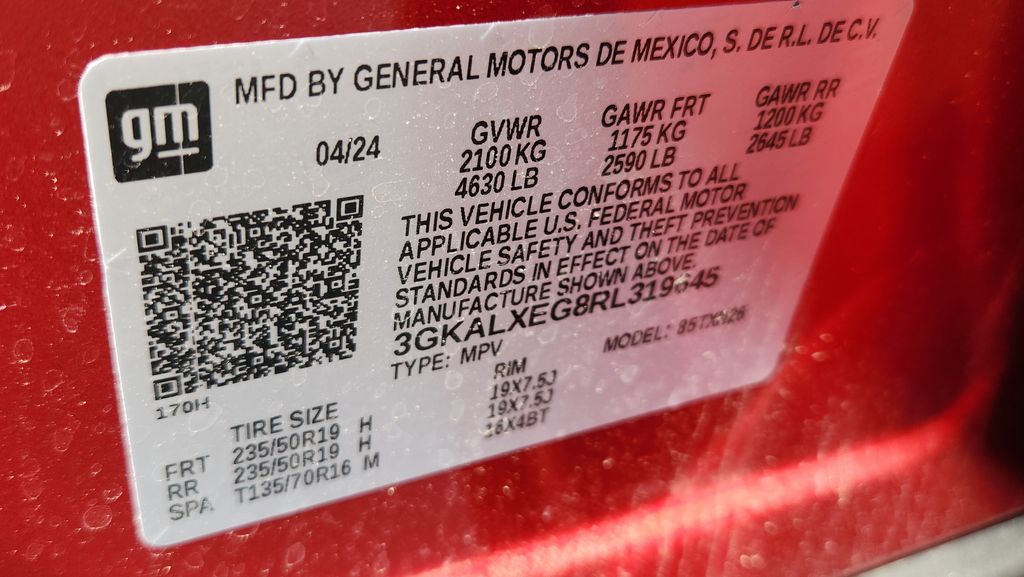 gm
MFD BY GENERAL MOTORS DE MEXICO, S. DE R.L. DE C.V.
04/24
GVWR GAWR FRT GAWR RR
2100 KG 1175 KG 1200 KG
4630 LB 2590 LB 2645 LB
THIS VEHICLE CONFORMS TO ALL
APPLICABLE U.S. FEDERAL MOTOR
VEHICLE SAFETY AND THEFT PREVENTION
STANDARDS IN EFFECT ON THE DATE OF
MANUFACTURE SHOWN ABOVE.
TYPE: MPV MODEL:
170H
TIRE SIZE RIM
FRT 235/50R19 H 19X7.5J
RR 235/50R19 H 19X7.5J
SPA T135/70R16 M 16X4BT